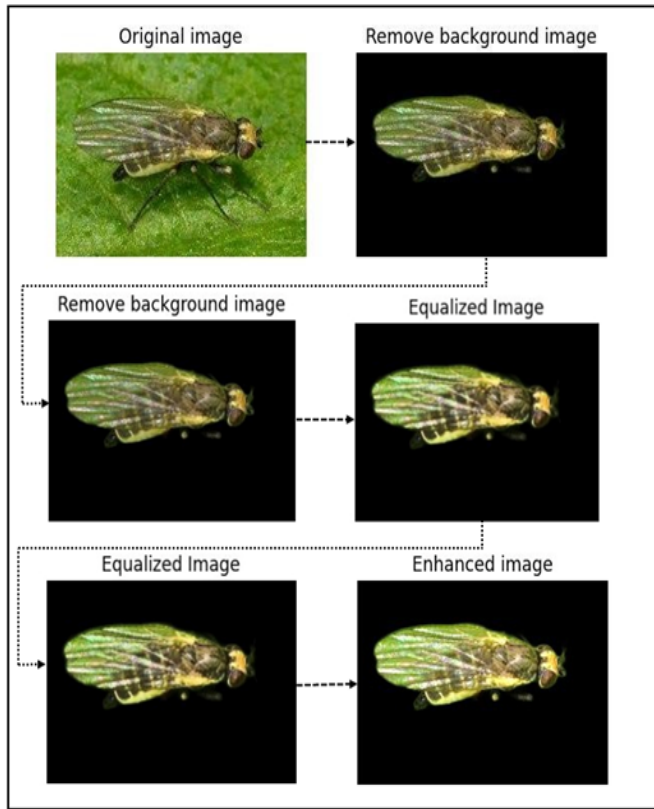 Original image
Remove background image
Remove background image
Equalized Image
Equalized Image
Enhanced image